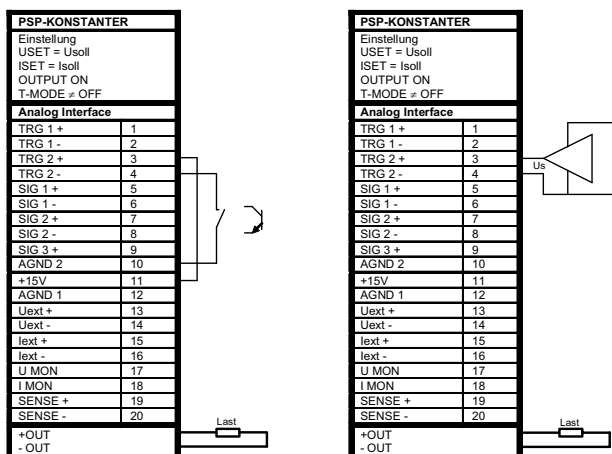 PSP-KONSTANTER
Einstellung
USET = Usoll
ISET = Isoll
OUTPUT ON
T-MODE ≠ OFF
Analog Interface
TRG 1 + 1
TRG 1 - 2
TRG 2 + 3
TRG 2 - 4
SIG 1 + 5
SIG 1 - 6
SIG 2 + 7
SIG 2 - 8
SIG 3 + 9
AGND 2 10
+15V 11
AGND 1 12
Uext + 13
Uext - 14
Iext + 15
Iext - 16
U MON 17
I MON 18
SENSE + 19
SENSE - 20
+OUT
- OUT
Last
PSP-KONSTANTER
Einstellung
USET = Usoll
ISET = Isoll
OUTPUT ON
T-MODE ≠ OFF
Analog Interface
TRG 1 + 1
TRG 1 - 2
TRG 2 + 3
TRG 2 - 4
SIG 1 + 5
SIG 1 - 6
SIG 2 + 7
SIG 2 - 8
SIG 3 + 9
AGND 2 10
+15V 11
AGND 1 12
Uext + 13
Uext - 14
Iext + 15
Iext - 16
U MON 17
I MON 18
SENSE + 19
SENSE - 20
+OUT
- OUT
Us
Last